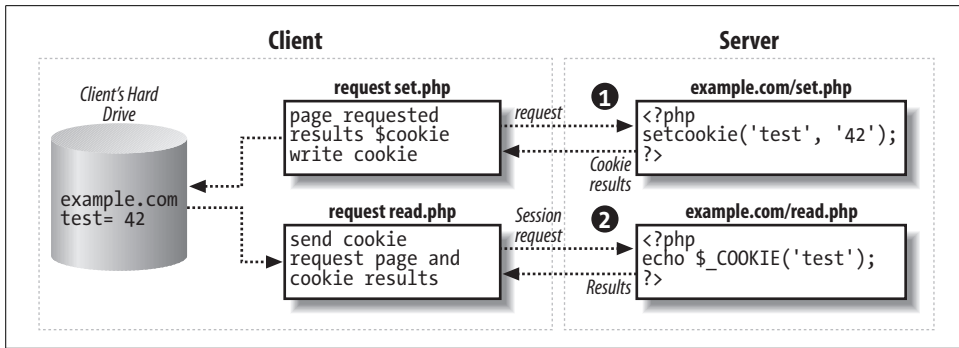 Client
Server
Client's Hard
Drive
example.com
test= 42
request set.php
page requested
results $cookie
write cookie
request
1
Cookie
results
example.com/set.php
<?php
setcookie('test', '42');
?>
request read.php
send cookie
request page and
cookie results
Session
request
2
Results
example.com/read.php
<?php
echo $_COOKIE('test');
?>